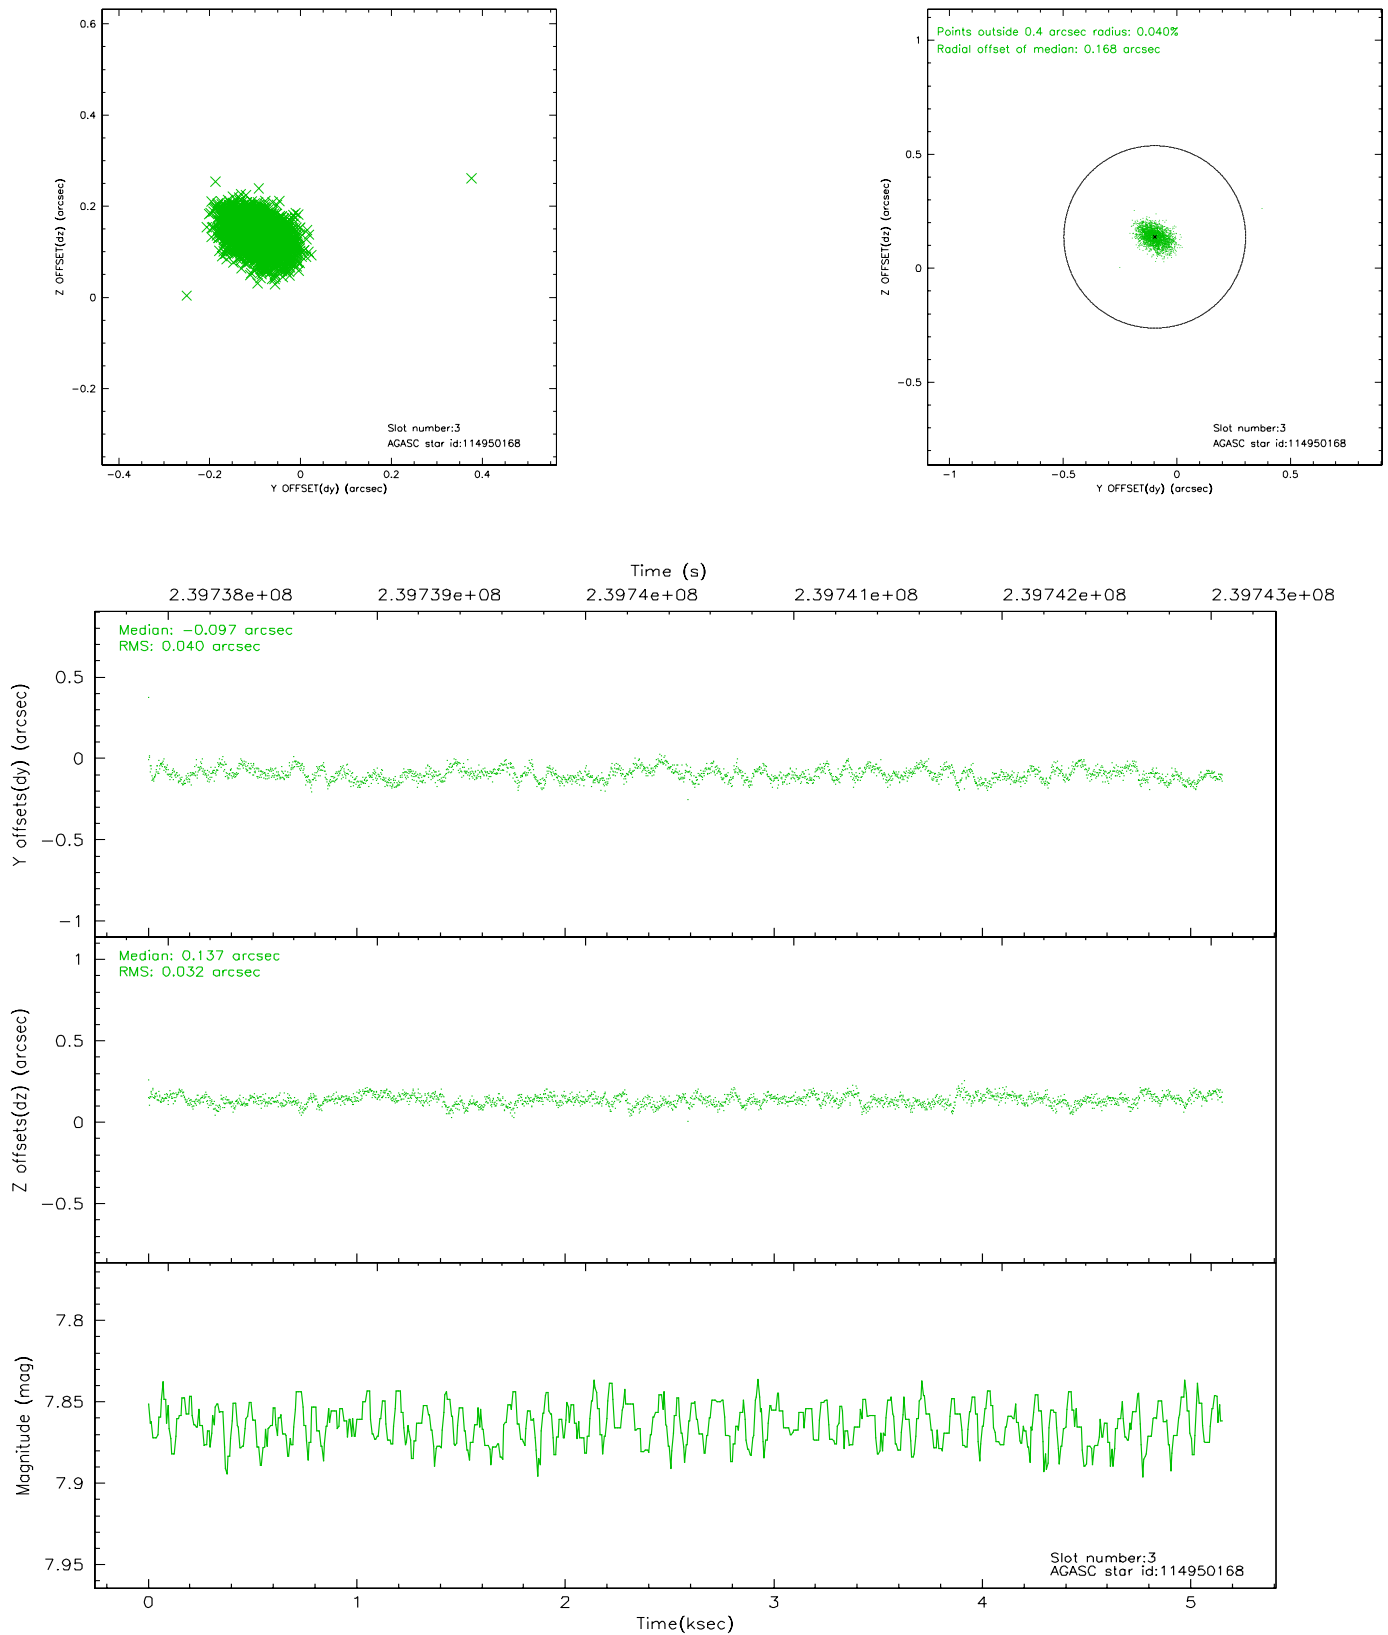 0.6
0.4
0.2
0
−0.2
Z OFFSET(dz) (arcsec)
Slot number:3
AGASC star id:114950168
−0.4 −0.2 0 0.2 0.4
Y OFFSET(dy) (arcsec)
Points outside 0.4 arcsec radius: 0.040%
Radial offset of median: 0.168 arcsec
1
0.5
0
−0.5
Z OFFSET(dz) (arcsec)
Slot number:3
AGASC star id:114950168
−1 −0.5 0 0.5
Y OFFSET(dy) (arcsec)
Time (s)
2.39738e+08 2.39739e+08 2.3974e+08 2.39741e+08 2.39742e+08 2.39743e+08
Median: −0.097 arcsec
RMS: 0.040 arcsec
0.5
0
−0.5
−1
Y offsets(dy) (arcsec)
Median: 0.137 arcsec
RMS: 0.032 arcsec
1
0.5
0
−0.5
Z offsets(dz) (arcsec)
7.8
7.85
7.9
7.95
Magnitude (mag)
Slot number:3
AGASC star id:114950168
0 1 2 3 4 5
Time(ksec)